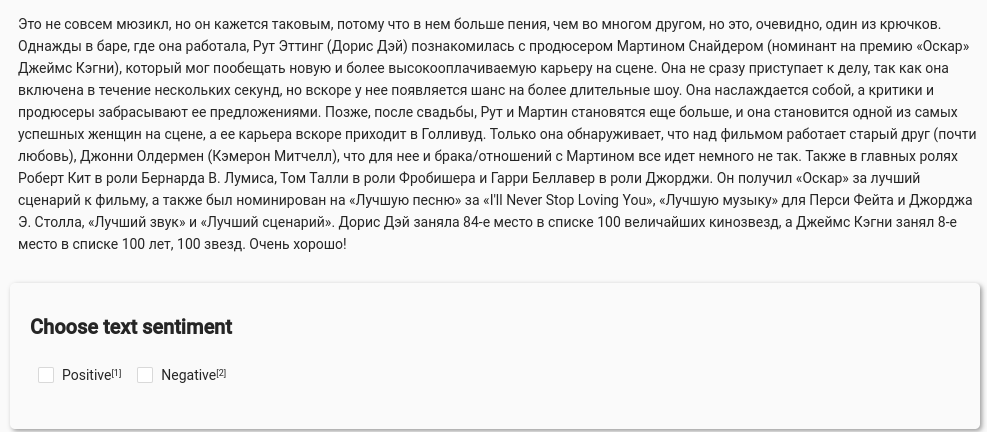 Это не совсем мюзикл, но он кажется таковым, потому что в нем больше пения, чем во многом другом, но это, очевидно, один из крючков.
Однажды в баре, где она работала, Рут Эттинг (Дорис Дэй) познакомилась с продюсером Мартином Снайдером (номинант на премию «Оскар»
Джеймс Кэгни), который мог пообещать новую и более высокооплачиваемую карьеру на сцене. Она не сразу приступает к делу, так как она
включена в течение нескольких секунд, но вскоре у нее появляется шанс на более длительные шоу. Она наслаждается собой, а критики и
продюсеры забрасывают ее предложениями. Позже, после свадьбы, Рут и Мартин становятся еще больше, и она становится одной из самых
успешных женщин на сцене, а ее карьера вскоре приходит в Голливуд. Только она обнаруживает, что над фильмом работает старый друг (почти
любовь), Джонни Олдермен (Кэмерон Митчелл), что для нее и брака/отношений с Мартином все идет немного не так. Также в главных ролях
Роберт Кит в роли Бернарда В. Лумиса, Том Талли в роли Фробишера и Гарри Беллавер в роли Джорджи. Он получил «Оскар» за лучший
сценарий к фильму, а также был номинирован на «Лучшую песню» за «I'll Never Stop Loving You», «Лучшую музыку» для Перси Фейта и Джорджа
Э. Столла, «Лучший звук» и «Лучший сценарий». Дорис Дэй заняла 84-е место в списке 100 величайших кинозвезд, а Джеймс Кэгни занял 8-е
место в списке 100 лет, 100 звезд. Очень хорошо!
Choose text sentiment
Positive[1] Negative[2]